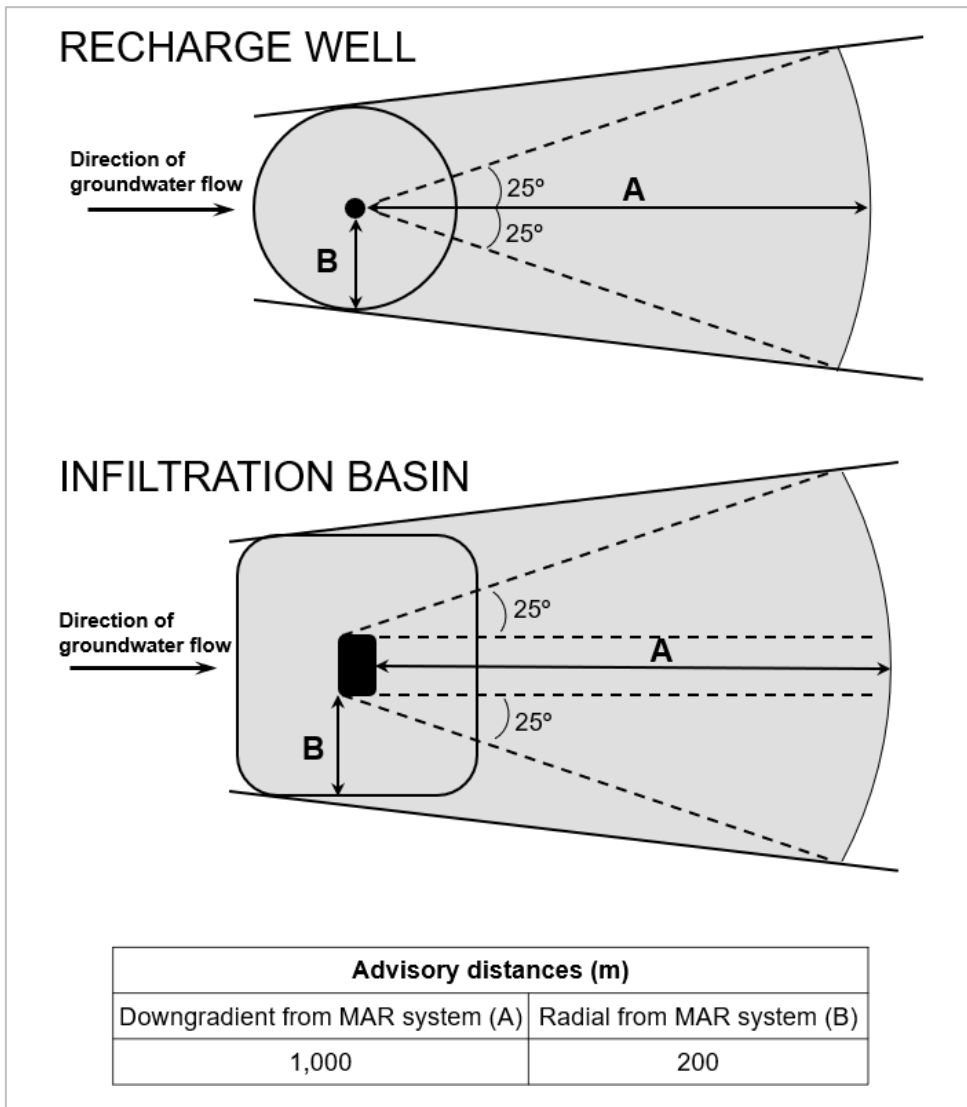 RECHARGE WELL
Direction of
groundwater flow
25º
A
25º
B
INFILTRATION BASIN
Direction of
groundwater flow
25º
A
25º
B
Advisory distances (m)
Downgradient from MAR system (A) Radial from MAR system (B)
1,000 200